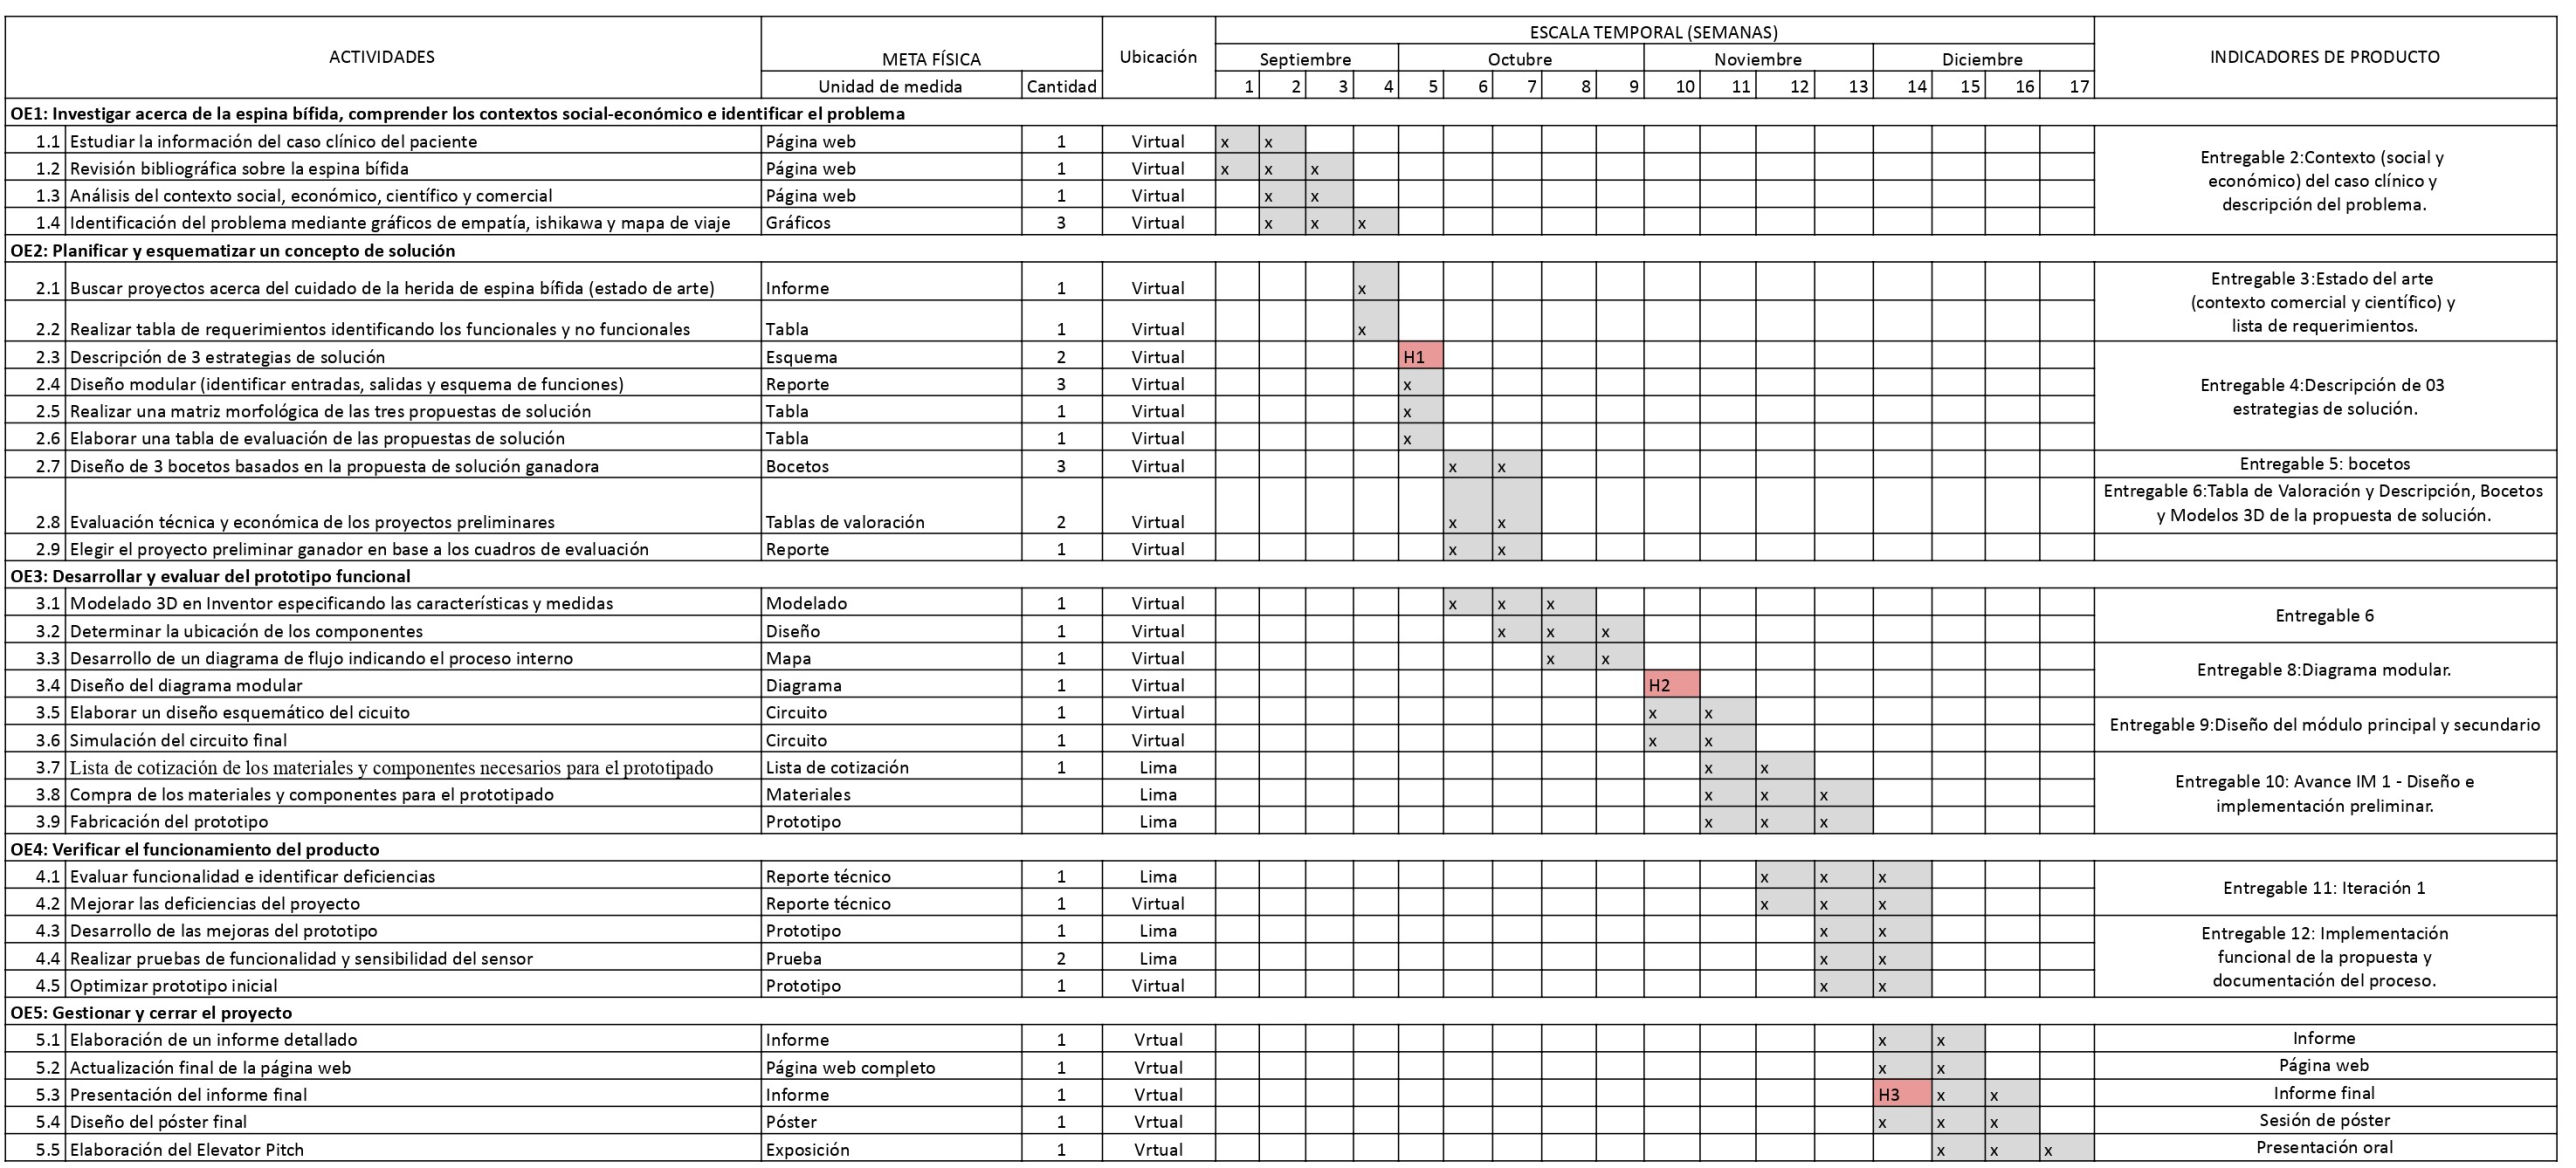 ESCALA TEMPORAL (SEMANAS)
ACTIVIDADES META FÍSICA Ubicación Septiembre Octubre Noviembre Diciembre INDICADORES DE PRODUCTO
Unidad de medida Cantidad 1 2 3 4 5 6 7 8 9 10 11 12 13 14 15 16 17
OE1: Investigar acerca de la espina bífida, comprender los contextos social-económico e identificar el problema
1.1 Estudiar la información del caso clínico del paciente Página web 1 Virtual x x
1.2 Revisión bibliográfica sobre la espina bífida Página web 1 Virtual x x x
1.3 Análisis del contexto social, económico, científico y comercial Página web 1 Virtual x x
1.4 Identificación del problema mediante gráficos de empatía, ishikawa y mapa de viaje Gráficos 3 Virtual x x x
Entregable 2:Contexto (social y
económico) del caso clínico y
descripción del problema.
OE2: Planificar y esquematizar un concepto de solución
2.1 Buscar proyectos acerca del cuidado de la herida de espina bífida (estado de arte) Informe 1 Virtual x
2.2 Realizar tabla de requerimientos identificando los funcionales y no funcionales Tabla 1 Virtual x
Entregable 3:Estado del arte
(contexto comercial y científico) y
lista de requerimientos.
2.3 Descripción de 3 estrategias de solución Esquema 2 Virtual H1
2.4 Diseño modular (identificar entradas, salidas y esquema de funciones) Reporte 3 Virtual x
2.5 Realizar una matriz morfológica de las tres propuestas de solución Tabla 1 Virtual x
2.6 Elaborar una tabla de evaluación de las propuestas de solución Tabla 1 Virtual x
Entregable 4:Descripción de 03
estrategias de solución.
2.7 Diseño de 3 bocetos basados en la propuesta de solución ganadora Bocetos 3 Virtual x x Entregable 5: bocetos
2.8 Evaluación técnica y económica de los proyectos preliminares Tablas de valoración 2 Virtual x x
Entregable 6:Tabla de Valoración y Descripción, Bocetos
y Modelos 3D de la propuesta de solución.
2.9 Elegir el proyecto preliminar ganador en base a los cuadros de evaluación Reporte 1 Virtual x x
OE3: Desarrollar y evaluar del prototipo funcional
3.1 Modelado 3D en Inventor especificando las características y medidas Modelado 1 Virtual x x x
3.2 Determinar la ubicación de los componentes Diseño 1 Virtual x x x
Entregable 6
3.3 Desarrollo de un diagrama de flujo indicando el proceso interno Mapa 1 Virtual x x
3.4 Diseño del diagrama modular Diagrama 1 Virtual H2
Entregable 8:Diagrama modular.
3.5 Elaborar un diseño esquemático del cicuito Circuito 1 Virtual x x
3.6 Simulación del circuito final Circuito 1 Virtual x x
Entregable 9:Diseño del módulo principal y secundario
3.7 Lista de cotización de los materiales y componentes necesarios para el prototipado Lista de cotización 1 Lima x x
3.8 Compra de los materiales y componentes para el prototipado Materiales Lima x x x
3.9 Fabricación del prototipo Prototipo Lima x x x
Entregable 10: Avance IM 1 - Diseño e
implementación preliminar.
OE4: Verificar el funcionamiento del producto
4.1 Evaluar funcionalidad e identificar deficiencias Reporte técnico 1 Lima x x x
4.2 Mejorar las deficiencias del proyecto Reporte técnico 1 Virtual x x x
Entregable 11: Iteración 1
4.3 Desarrollo de las mejoras del prototipo Prototipo 1 Lima x x
4.4 Realizar pruebas de funcionalidad y sensibilidad del sensor Prueba 2 Lima x x
4.5 Optimizar prototipo inicial Prototipo 1 Virtual x x
Entregable 12: Implementación
funcional de la propuesta y
documentación del proceso.
OE5: Gestionar y cerrar el proyecto
5.1 Elaboración de un informe detallado Informe 1 Vrtual x x Informe
5.2 Actualización final de la página web Página web completo 1 Vrtual x x Página web
5.3 Presentación del informe final Informe 1 Vrtual H3 x x Informe final
5.4 Diseño del póster final Póster 1 Vrtual x x x Sesión de póster
5.5 Elaboración del Elevator Pitch Exposición 1 Vrtual x x x Presentación oral